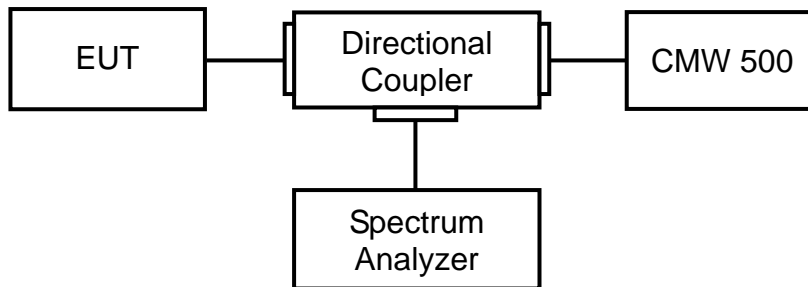 EUT
Directional
Coupler
CMW 500
Spectrum
Analyzer